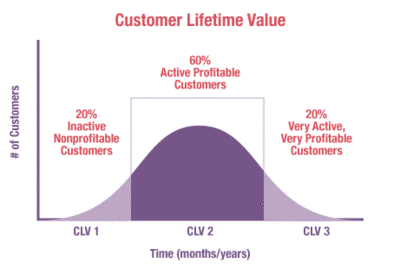 Customer Lifetime Value
60%
Active Profitable
Customers
20%
Inactive
Nonprofitable
Customers
20%
Very Active,
Very Profitable
Customers
# of Customers
CLV 1
CLV 2
CLV 3
Time (months/years)